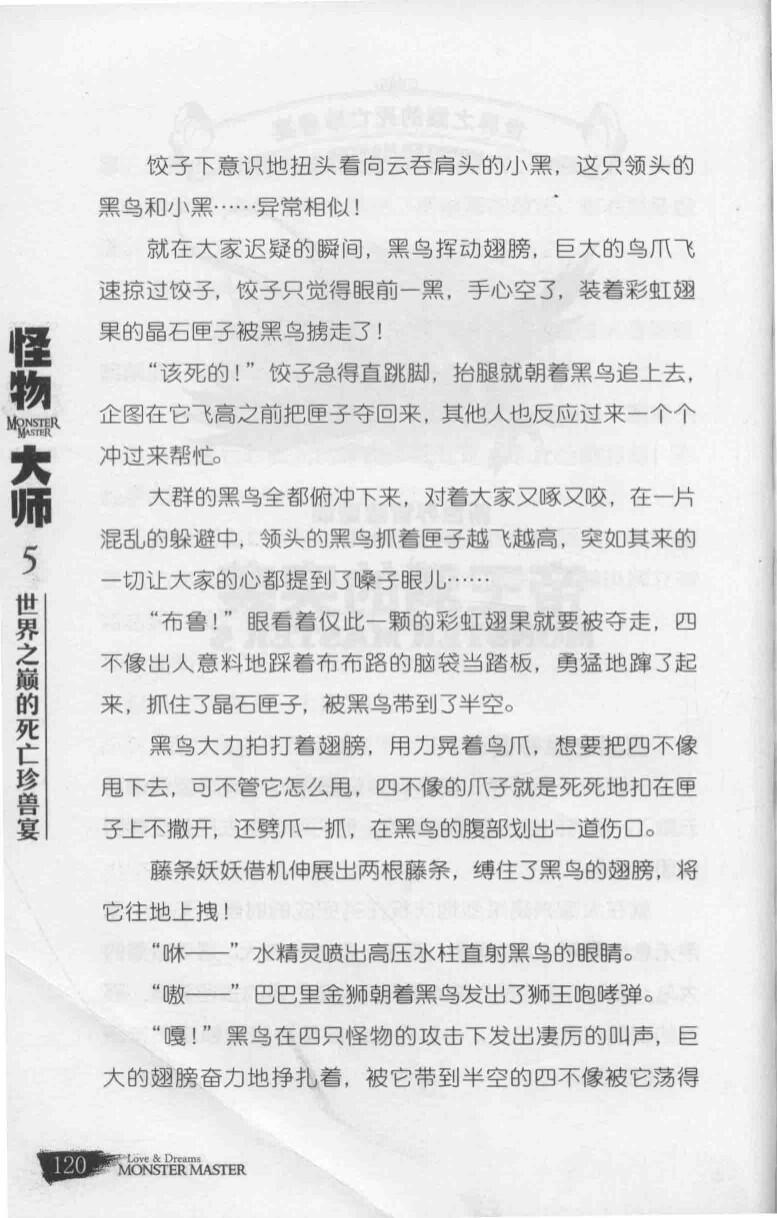 饺子下意识地扭头看向云吞肩头的小黑，这只领头的
黑鸟和小黑……异常相似！
就在大家迟疑的瞬间，黑鸟挥动翅膀，巨大的鸟爪飞
速掠过饺子，饺子只觉得眼前一黑，手心空了，装着彩虹翅
果的晶石匣子被黑鸟掳走了！
“该死的！”饺子急得直跳脚，抬腿就朝着黑鸟追上去，
企图在它飞高之前把匣子夺回来，其他人也反应过来一个个
冲过来帮忙。
大群的黑鸟全都俯冲下来，对着大家又啄又咬，在一片
混乱的躲避中，领头的黑鸟抓着匣子越飞越高，突如其来的
一切让大家的心都提到了嗓子眼儿……
“布鲁！”眼看着仅此一颗的彩虹翅果就要被夺走，四
不像出人意料地踩着布布路的脑袋当踏板，勇猛地蹿了起
来，抓住了晶石匣子，被黑鸟带到了半空。
黑鸟大力拍打着翅膀，用力晃着鸟爪，想要把四不像
甩下去，可不管它怎么甩，四不像的爪子就是死死地扣在匣
子上不撒开，还劈爪一抓，在黑鸟的腹部划出一道伤口。
藤条妖妖借机伸展出两根藤条，缚住了黑鸟的翅膀，将
它往地上拽！
“咻——”水精灵喷出高压水柱直射黑鸟的眼睛。
“嗷——”巴巴里金狮朝着黑鸟发出了狮王咆哮弹。
“嘎！”黑鸟在四只怪物的攻击下发出凄厉的叫声，巨
大的翅膀奋力地挣扎着，被它带到半空的四不像被它荡得
怪物
MONSTER
MASTER
大师
5
世界之巅的死亡珍兽宴
120
Love & Dreams
MONSTER MASTER